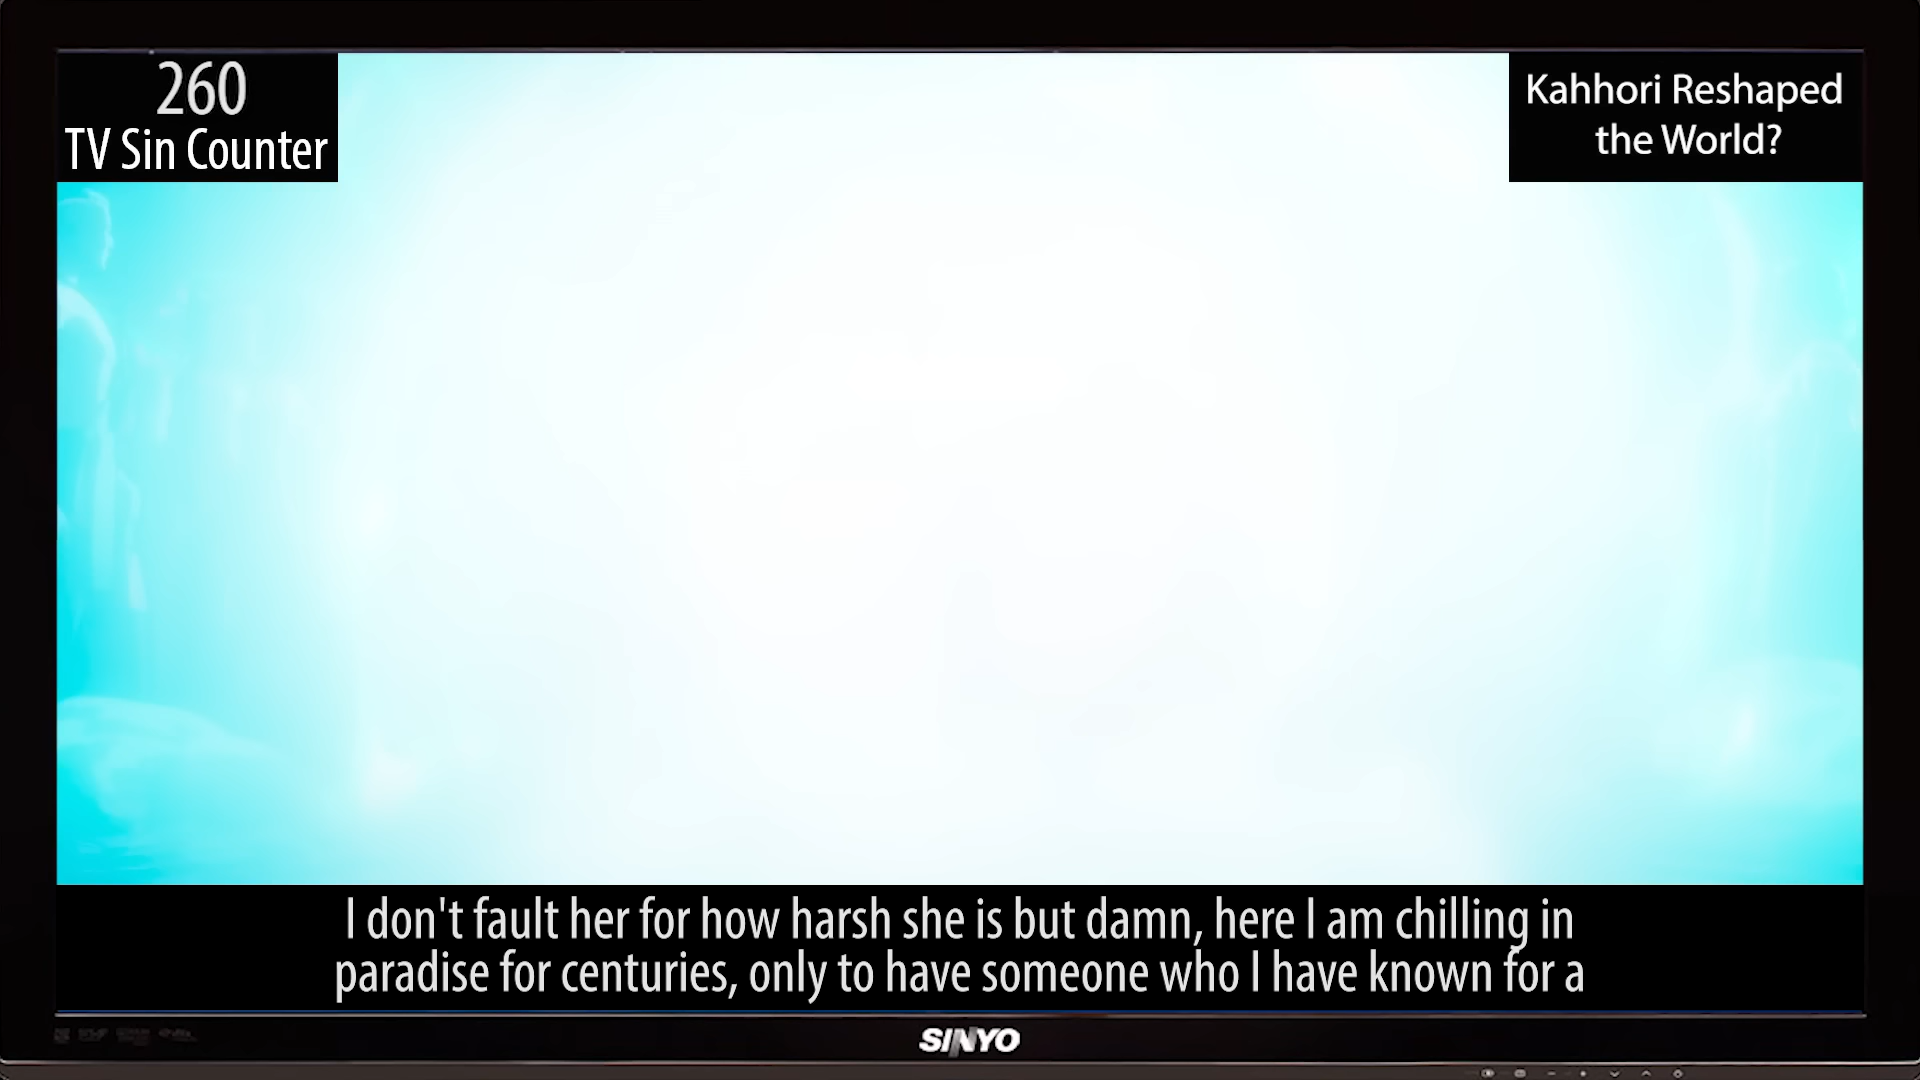 260
TV Sin Counter
Kahhori Reshaped
the World?
I don't fault her for how harsh she is but damn, here I am chilling in
paradise for centuries, only to have someone who I have known for a
SINYO